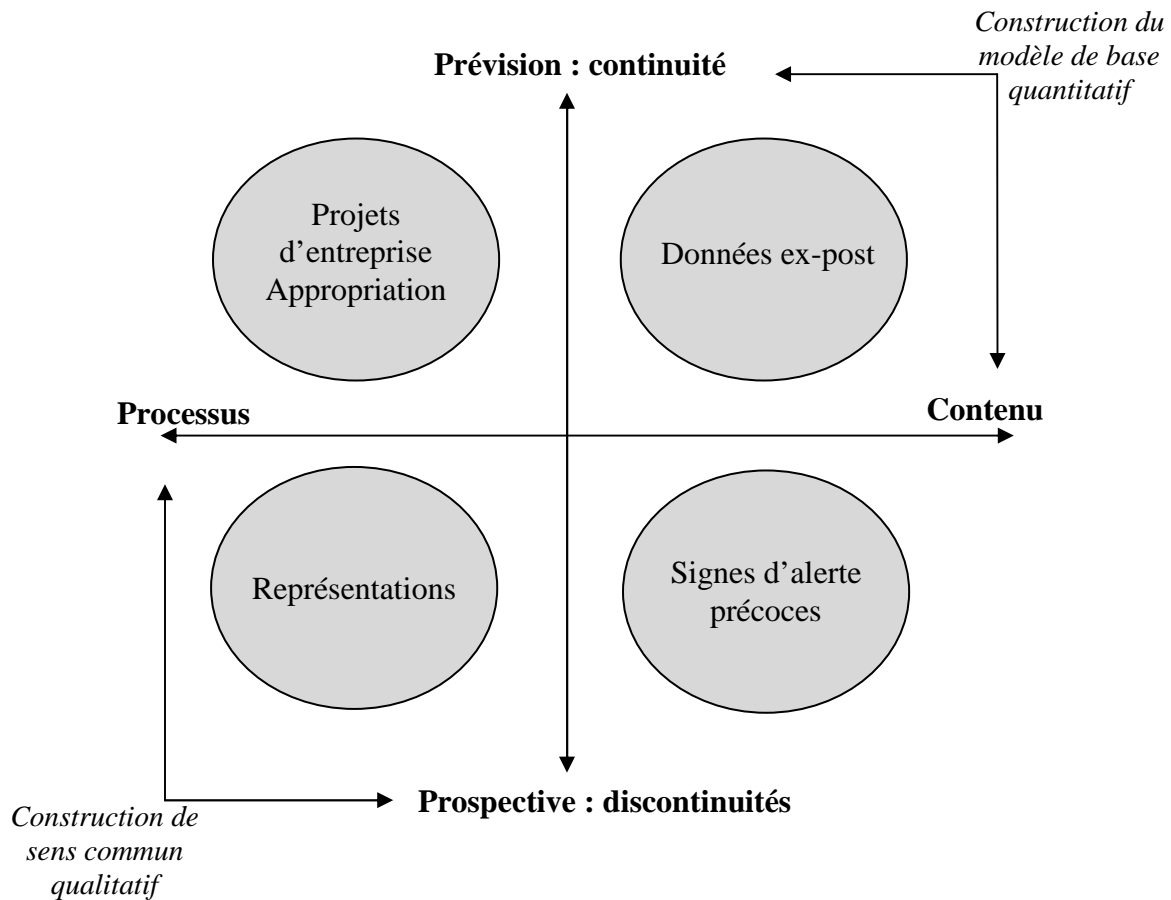 Construction du
modèle de base
quantitatif
Prévision : continuité
Projets
d’entreprise
Appropriation
Données ex-post
Processus
Contenu
Représentations
Signes d’alerte
précoces
Prospective : discontinuités
Construction de
sens commun
qualitatif